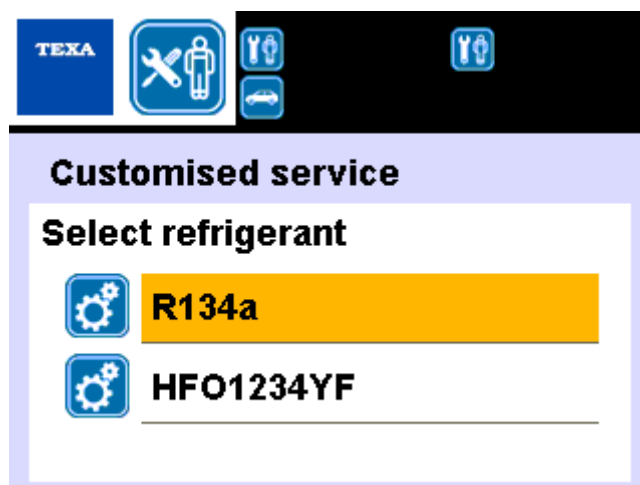 TEXA
Customised service
Select refrigerant
R134a
HFO1234YF